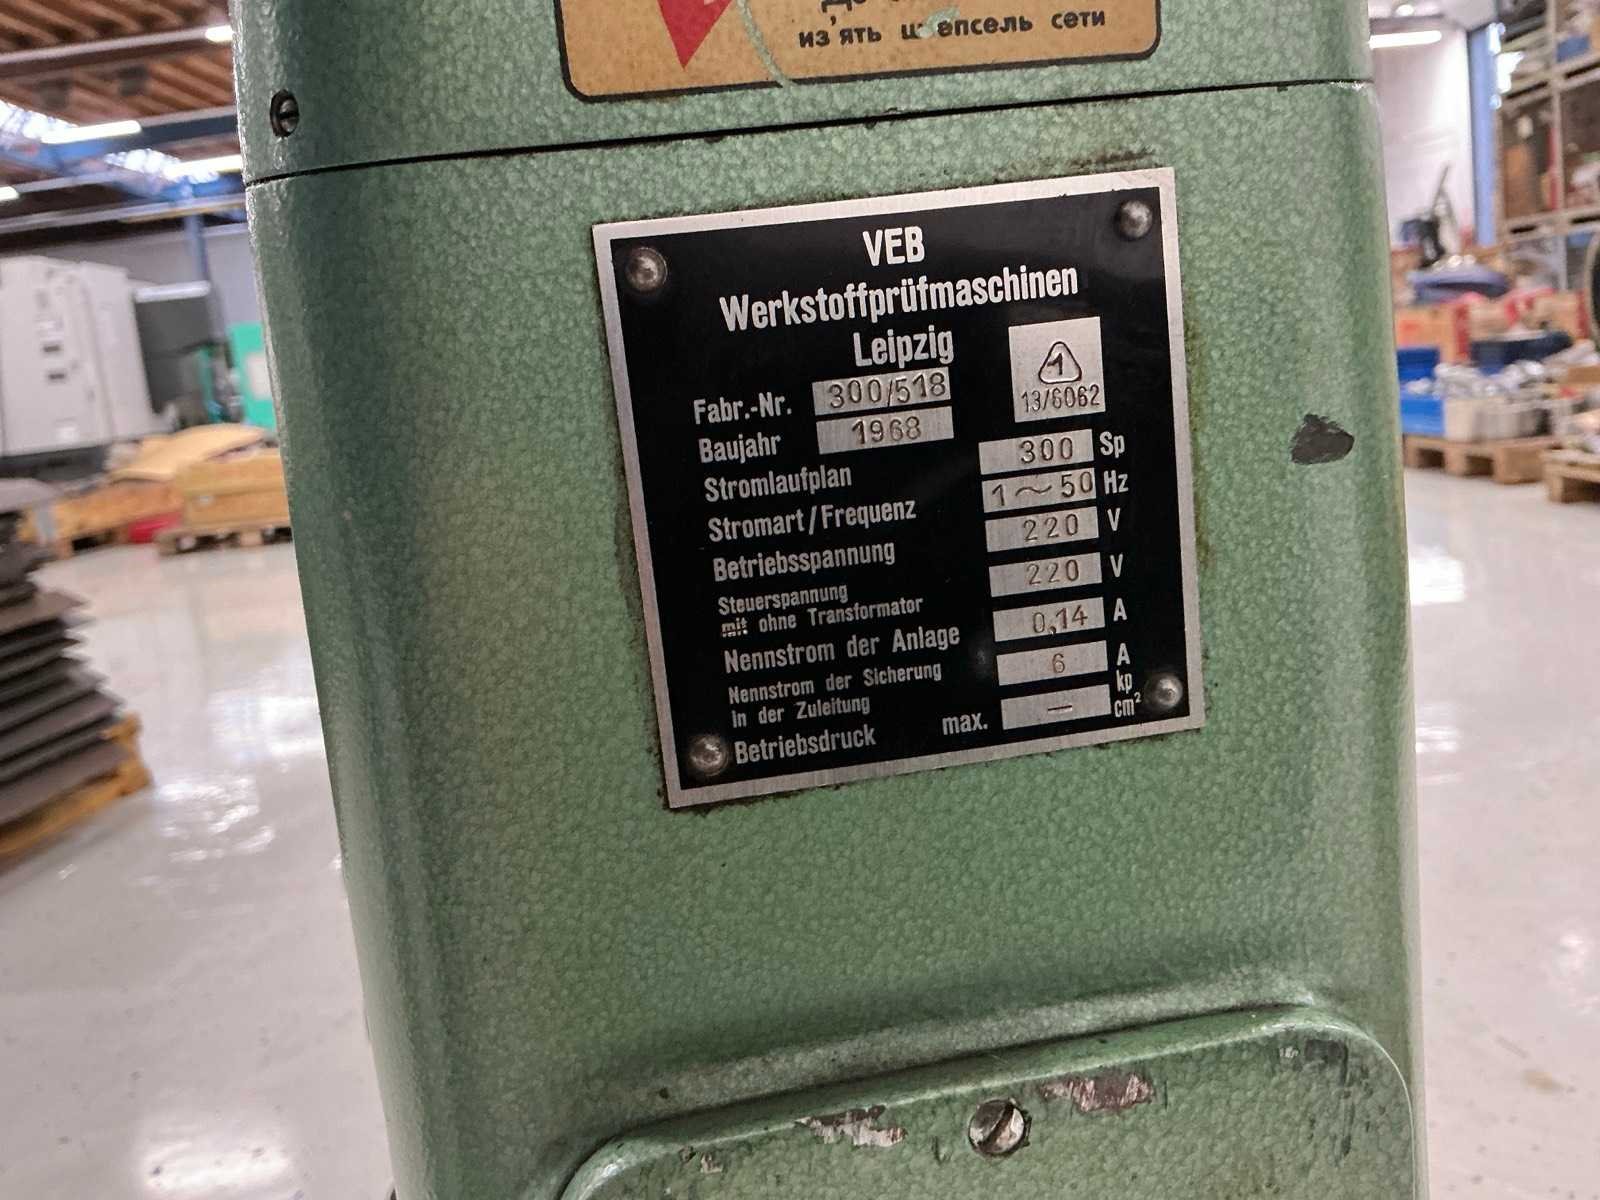 из'ять штепсель сети
VEB
Werkstoffprüfmaschinen
Leipzig
1
13/6062
Fabr.-Nr. 300/518
Baujahr 1968
Stromlaufplan 300 Sp
Stromart/Frequenz 1~50 Hz
Betriebsspannung 220 V
Steuerspannung
mit ohne Transformator 220 V
Nennstrom der Anlage 0,14 A
Nennstrom der Sicherung
in der Zuleitung 6 A
Betriebsdruck max. — kp
cm²